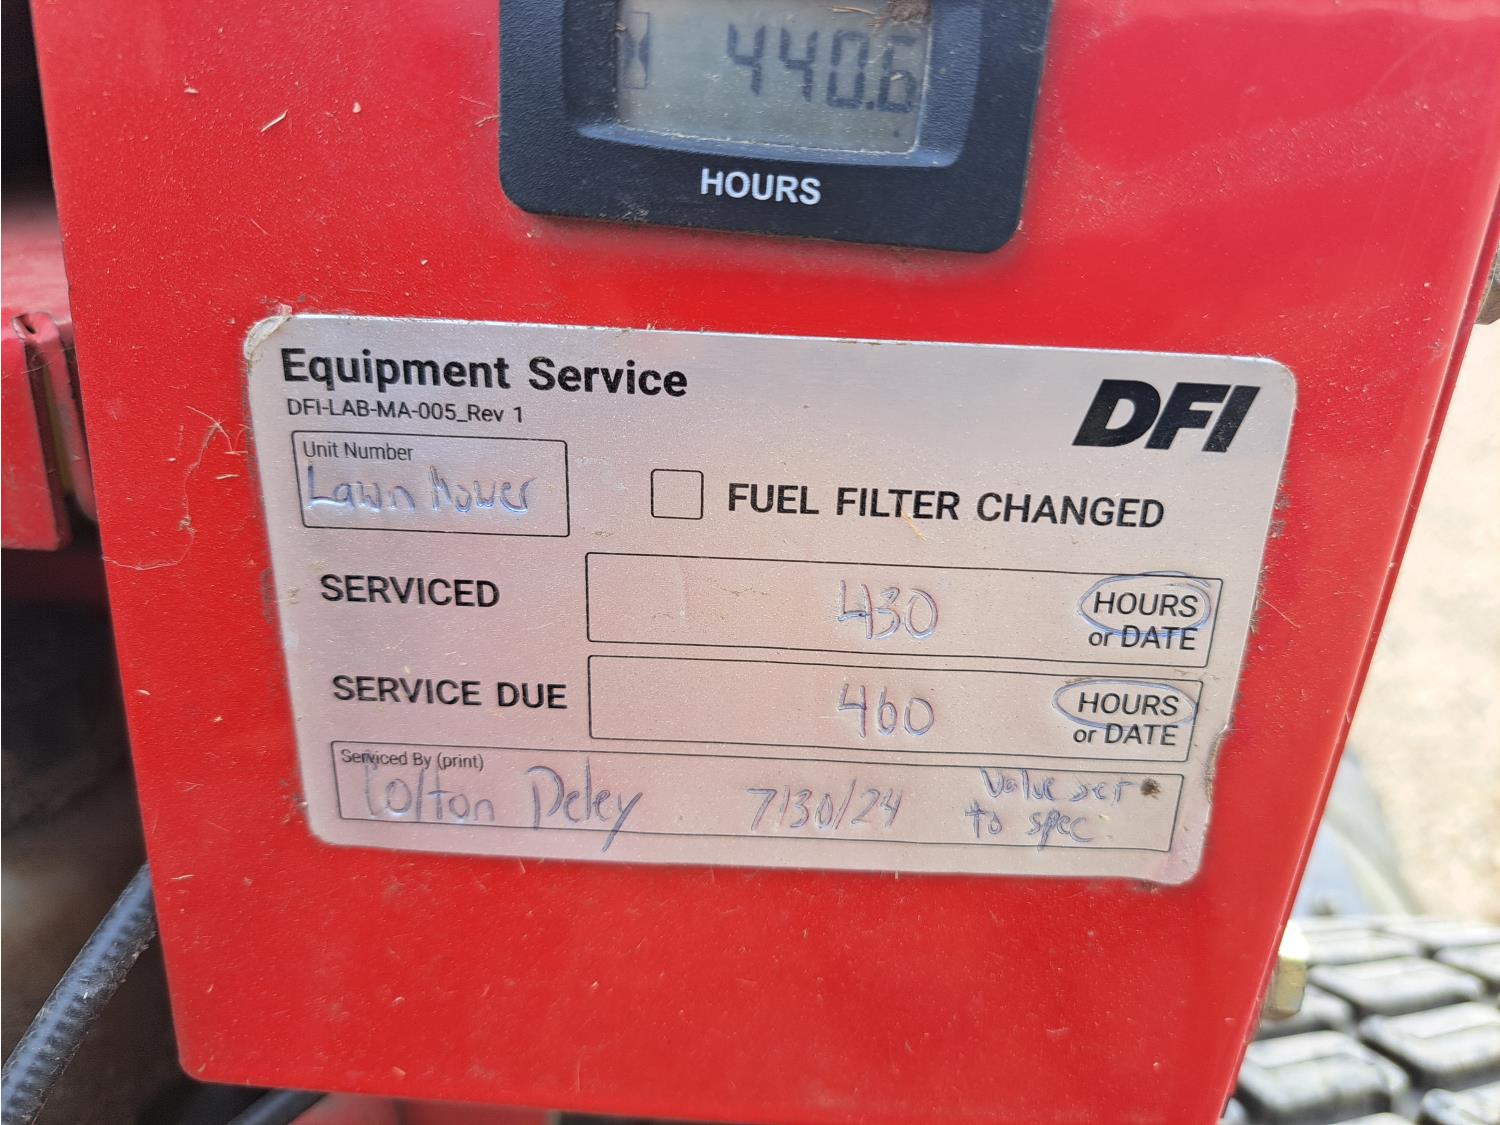 440.6
HOURS
Equipment Service
DFI-LAB-MA-005_Rev 1
DFI
Unit Number
Lawn Mower
FUEL FILTER CHANGED
SERVICED
430
HOURS
or DATE
SERVICE DUE
460
HOURS
or DATE
Serviced By (print)
Colton Deley 7/30/24
Valve set
to spec